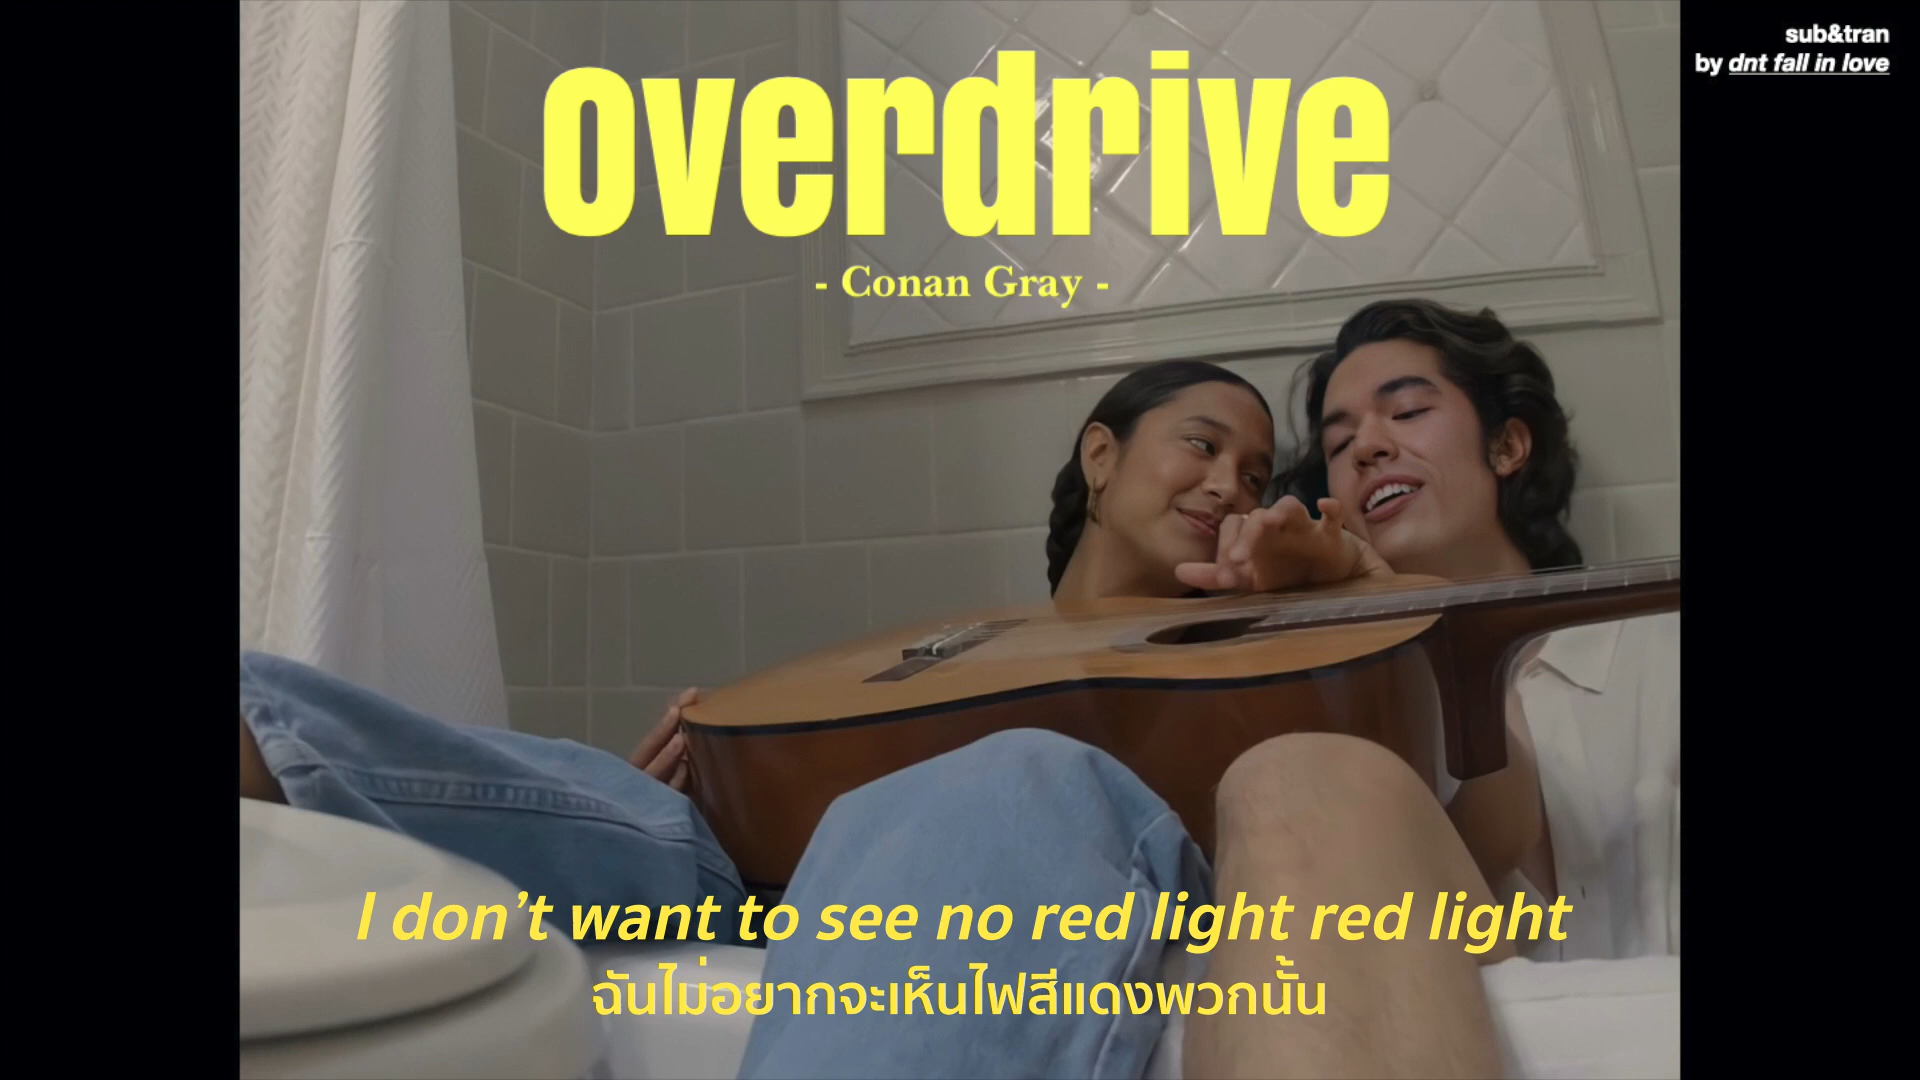 sub&tran
by dnt fall in love
overdrive
- Conan Gray -
I don’t want to see no red light red light
ฉันไม่อยากจะเห็นไฟสีแดงพวกนั้น